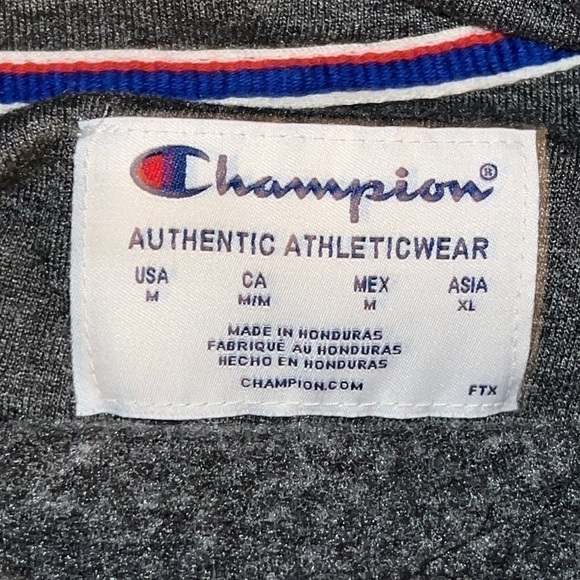 Champion®
AUTHENTIC ATHLETICWEAR
USA CA MEX ASIA
M M/M M XL
MADE IN HONDURAS
FABRIQUÉ AU HONDURAS
HECHO EN HONDURAS
CHAMPION.COM
FTX